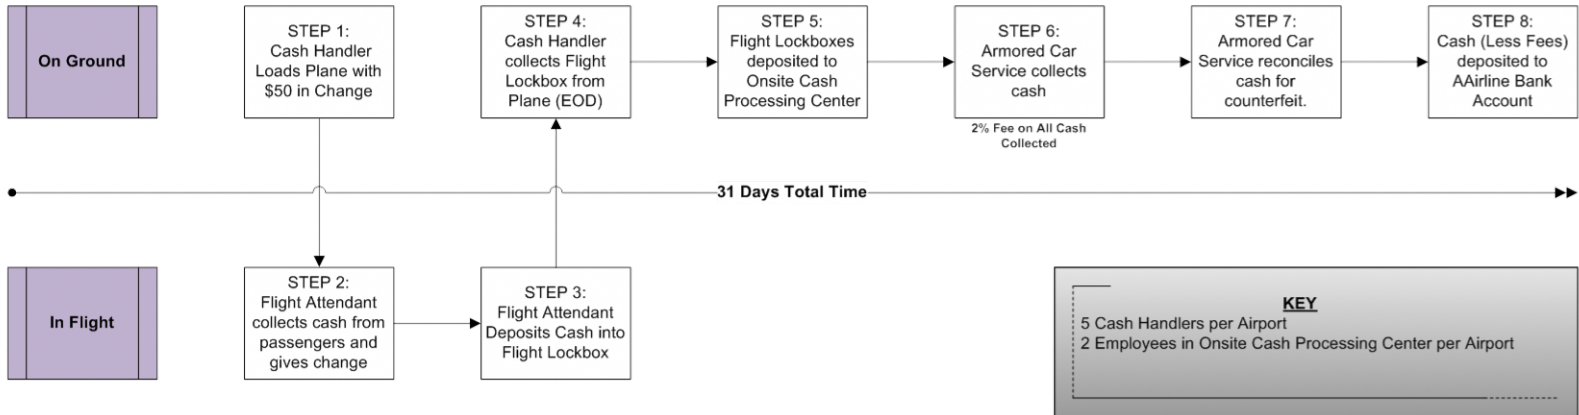 On Ground
STEP 1:
Cash Handler
Loads Plane with
$50 in Change
STEP 4:
Cash Handler
collects Flight
Lockbox from
Plane (EOD)
STEP 5:
Flight Lockboxes
deposited to
Onsite Cash
Processing Center
STEP 6:
Armored Car
Service collects
cash
2% Fee on All Cash
Collected
STEP 7:
Armored Car
Service reconciles
cash for
counterfeit.
STEP 8:
Cash (Less Fees)
deposited to
AAirline Bank
Account
31 Days Total Time
In Flight
STEP 2:
Flight Attendant
collects cash from
passengers and
gives change
STEP 3:
Flight Attendant
Deposits Cash into
Flight Lockbox
KEY
5 Cash Handlers per Airport
2 Employees in Onsite Cash Processing Center per Airport